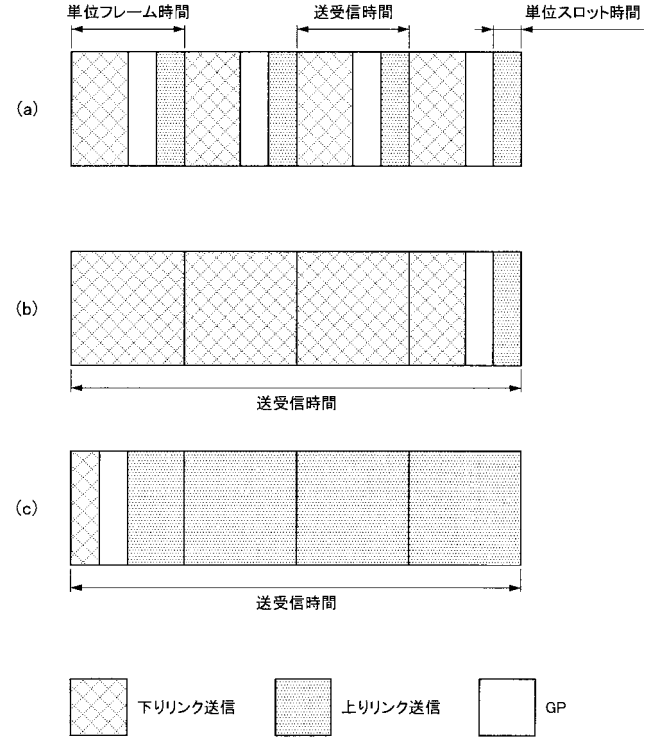 単位フレーム時間 送受信時間 単位スロット時間
(a)
(b)
送受信時間
(c)
送受信時間
下りリンク送信 上りリンク送信 GP